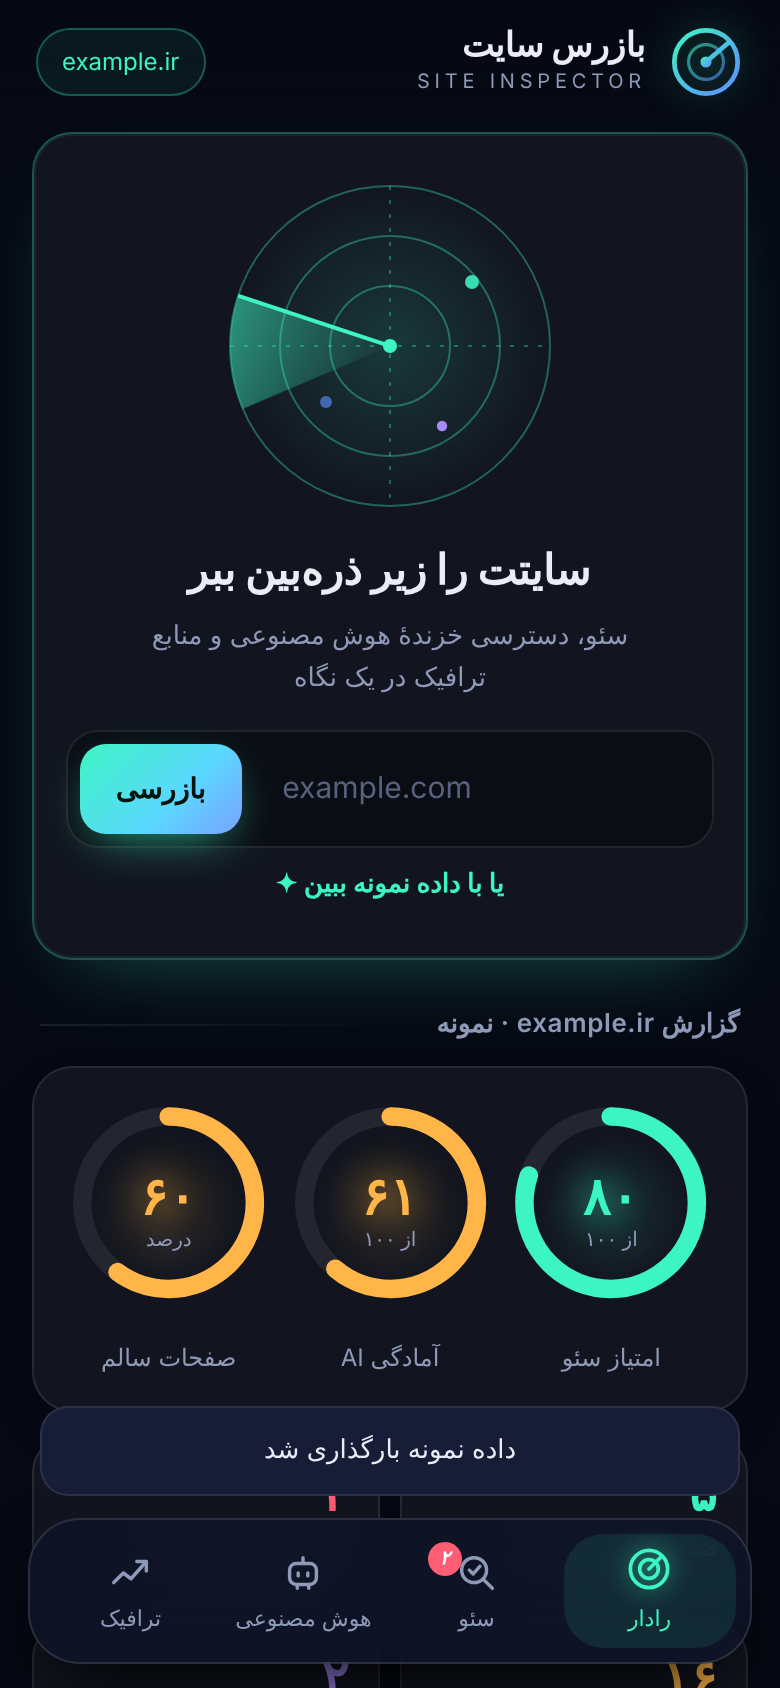 بازرس سایت
SITE INSPECTOR
example.ir
سایتت را زیر ذره‌بین ببر
سئو، دسترسی خزندهٔ هوش مصنوعی و منابع
ترافیک در یک نگاه
example.com
بازرسی
یا با داده نمونه ببین ✦
گزارش example.ir · نمونه
۸۰
از ۱۰۰
امتیاز سئو
۶۱
از ۱۰۰
آمادگی AI
۶۰
درصد
صفحات سالم
داده نمونه بارگذاری شد
۵
رادار
۲
سئو
هوش مصنوعی
ترافیک
۱۶
۲